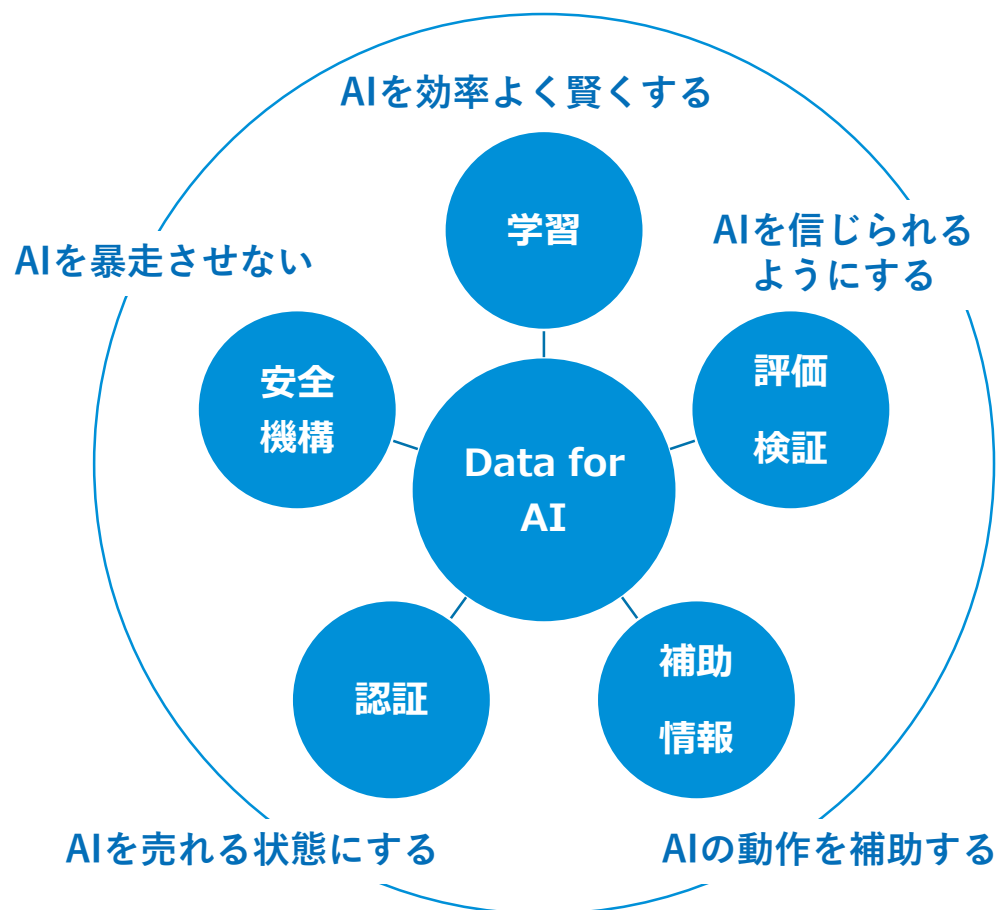 AIを効率よく賢くする
学習
AIを信じられる
ようにする
AIを暴走させない
評価
検証
安全
機構
Data for
AI
補助
情報
認証
AIを売れる状態にする
AIの動作を補助する